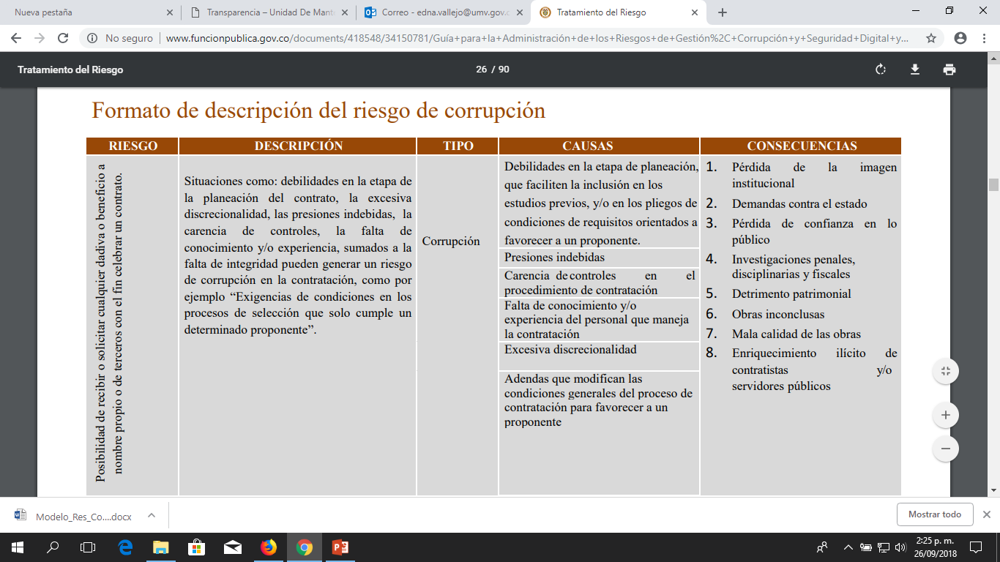 Nueva pestaña
Transparencia – Unidad De Mant
Correo - edna.vallejo@umv.gov.c
Tratamiento del Riesgo
No seguro
www.funcionpublica.gov.co/documents/418548/34150781/Guía+para+la+Administración+de+los+Riesgos+de+Gestión%2C+Corrupción+y+Seguridad+Digital+y...
Tratamiento del Riesgo
26 / 90
Formato de descripción del riesgo de corrupción
RIESGO
DESCRIPCIÓN
TIPO
CAUSAS
CONSECUENCIAS
Posibilidad de recibir o solicitar cualquier dadiva o beneficio a
nombre propio o de terceros con el fin celebrar un contrato.
Situaciones como: debilidades en la etapa de
la planeación del contrato, la excesiva
discrecionalidad, las presiones indebidas, la
carencia de controles, la falta de
conocimiento y/o experiencia, sumados a la
falta de integridad pueden generar un riesgo
de corrupción en la contratación, como por
ejemplo “Exigencias de condiciones en los
procesos de selección que solo cumple un
determinado proponente”.
Corrupción
Debilidades en la etapa de planeación,
que faciliten la inclusión en los
estudios previos, y/o en los pliegos de
condiciones de requisitos orientados a
favorecer a un proponente.
Presiones indebidas
Carencia de controles en el
procedimiento de contratación
Falta de conocimiento y/o
experiencia del personal que maneja
la contratación
Excesiva discrecionalidad
Adendas que modifican las
condiciones generales del proceso de
contratación para favorecer a un
proponente
1. Pérdida de la imagen
institucional
2. Demandas contra el estado
3. Pérdida de confianza en lo
público
4. Investigaciones penales,
disciplinarias y fiscales
5. Detrimento patrimonial
6. Obras inconclusas
7. Mala calidad de las obras
8. Enriquecimiento ilícito de
contratistas y/o
servidores públicos
Modelo_Res_Co....docx
Mostrar todo
2:25 p. m.
26/09/2018